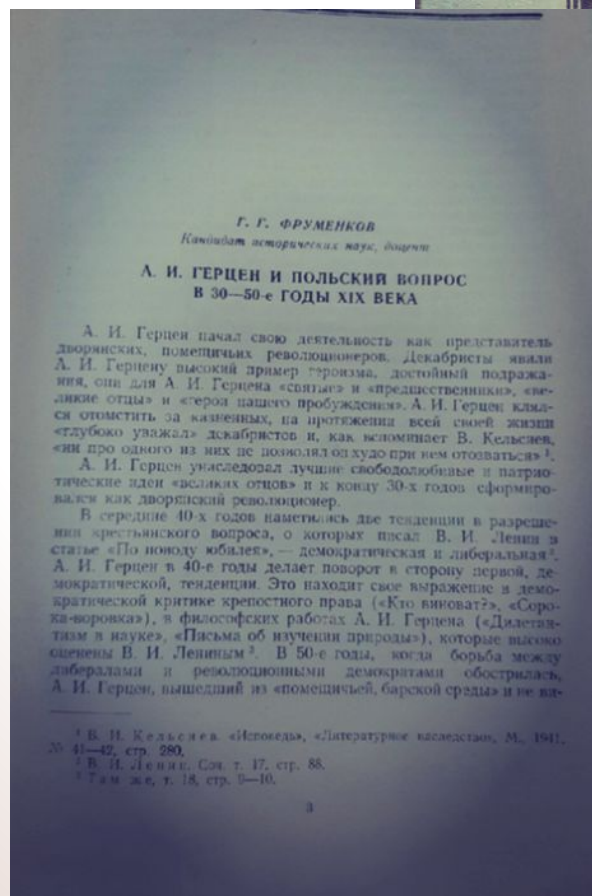 Г. Г. ФРУМЕНКОВ
Кандидат исторических наук, доцент
А. И. ГЕРЦЕН И ПОЛЬСКИЙ ВОПРОС
В 30—50-е ГОДЫ XIX ВЕКА
А. И. Герцен начал свою деятельность как представитель
дворянских, помещичьих революционеров. Декабристы явили
А. И. Герцену высокий пример героизма, достойный подража-
ния, они для А. И. Герцена «святые» и «предшественники», «ве-
ликие отцы» и «герои нашего пробуждения». А. И. Герцен клял-
ся отомстить за казненных, на протяжении всей своей жизни
«глубоко уважал» декабристов и, как вспоминает В. Кельсиев,
«ни про одного из них не позволял он худо при нем отозваться» ¹.
А. И. Герцен унаследовал лучшие свободолюбивые и патрио-
тические идеи «великих отцов» и к концу 30-х годов сформиро-
вался как дворянский революционер.
В середине 40-х годов наметились две тенденции в разреше-
нии крестьянского вопроса, о которых писал В. И. Ленин в
статье «По поводу юбилея», — демократическая и либеральная ².
А. И. Герцен в 40-е годы делает поворот в сторону первой, де-
мократической, тенденции. Это находит свое выражение в демо-
кратической критике крепостного права («Кто виноват?», «Соро-
ка-воровка»), в философских работах А. И. Герцена («Дилетан-
тизм в науке», «Письма об изучении природы»), которые высоко
оценены В. И. Лениным ³. В 50-е годы, когда борьба между
либералами и революционными демократами обострилась,
А. И. Герцен, вышедший из «помещичьей, барской среды» и не ви-
¹ В. И. Кельсиев. «Исповедь», «Литературное наследство», М., 1941,
№ 41—42, стр. 280.
² В. И. Ленин. Соч. т. 17, стр. 88.
³ Там же, т. 18, стр. 9—10.
3